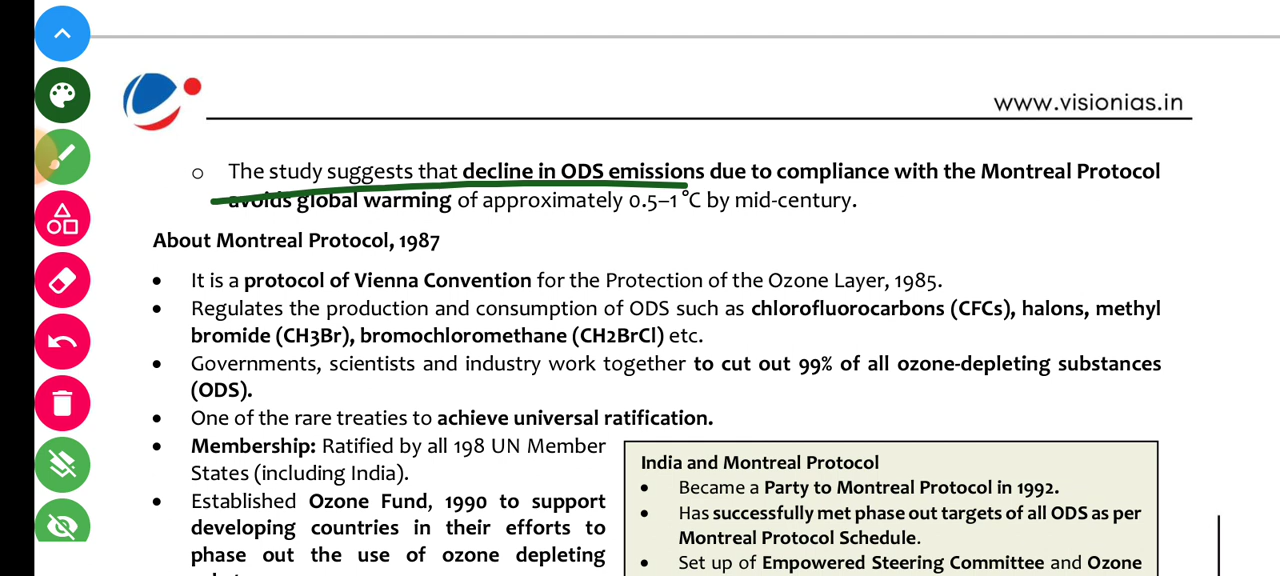 www.visionias.in
o The study suggests that decline in ODS emissions due to compliance with the Montreal Protocol
avoids global warming of approximately 0.5–1 °C by mid-century.
About Montreal Protocol, 1987
• It is a protocol of Vienna Convention for the Protection of the Ozone Layer, 1985.
• Regulates the production and consumption of ODS such as chlorofluorocarbons (CFCs), halons, methyl
bromide (CH3Br), bromochloromethane (CH2BrCl) etc.
• Governments, scientists and industry work together to cut out 99% of all ozone-depleting substances
(ODS).
• One of the rare treaties to achieve universal ratification.
• Membership: Ratified by all 198 UN Member
States (including India).
• Established Ozone Fund, 1990 to support
developing countries in their efforts to
phase out the use of ozone depleting
India and Montreal Protocol
• Became a Party to Montreal Protocol in 1992.
• Has successfully met phase out targets of all ODS as per
Montreal Protocol Schedule.
• Set up of Empowered Steering Committee and Ozone